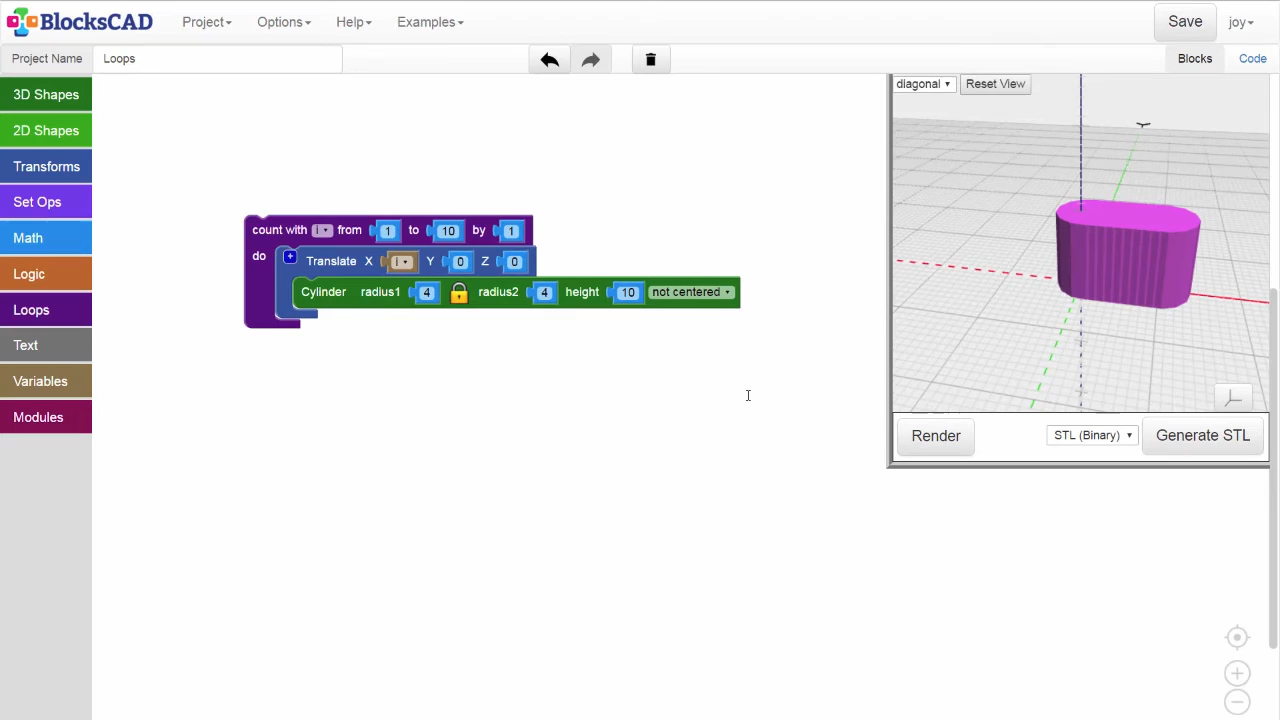 BlocksCAD Project Options Help Examples Save joy
Project Name Loops Blocks Code
3D Shapes
2D Shapes
Transforms
Set Ops
Math
Logic
Loops
Text
Variables
Modules
count with i from 1 to 10 by 1
do
Translate X i Y 0 Z 0
Cylinder radius1 4 radius2 4 height 10 not centered
diagonal Reset View
Render STL (Binary) Generate STL